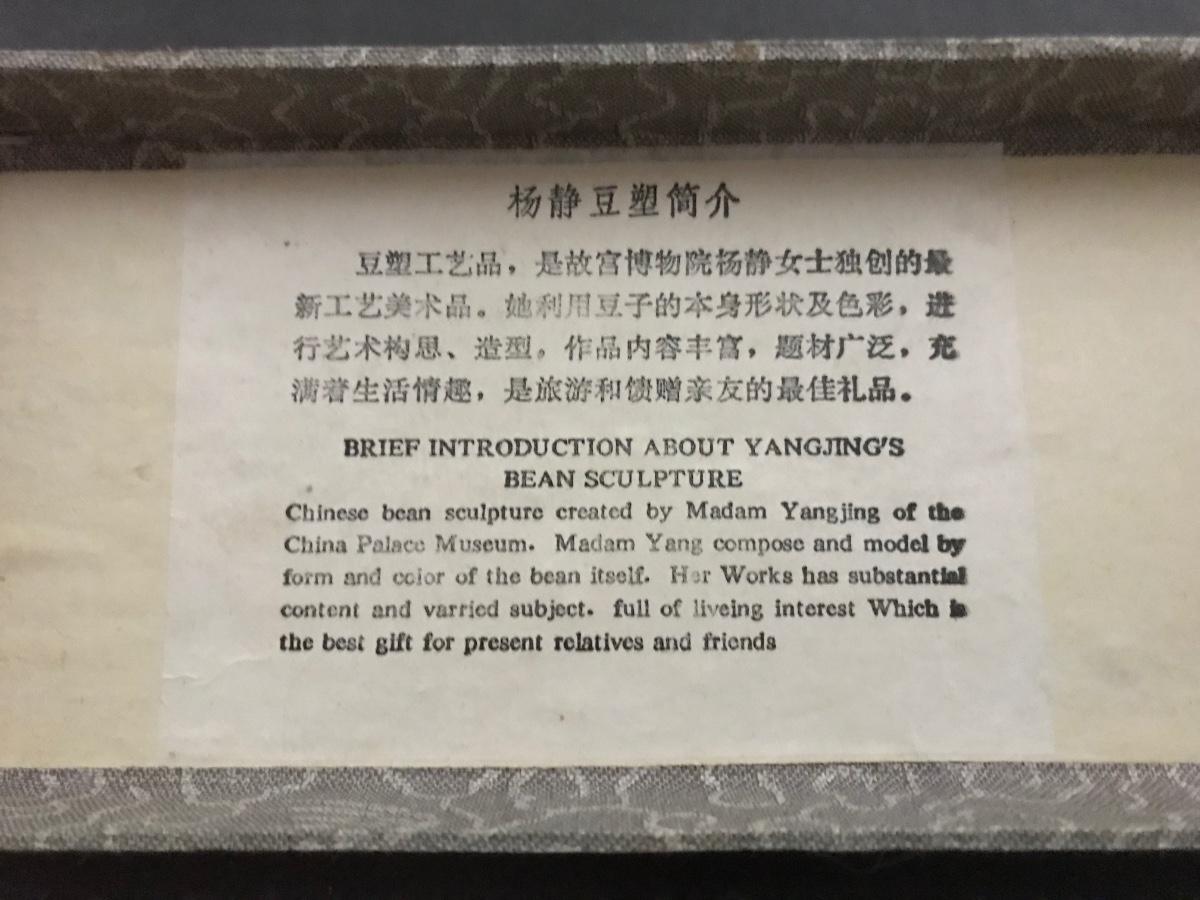 杨静豆塑简介
豆塑工艺品，是故宫博物院杨静女士独创的最
新工艺美术品。她利用豆子的本身形状及色彩，进
行艺术构思、造型。作品内容丰富，题材广泛，充
满着生活情趣，是旅游和馈赠亲友的最佳礼品。
BRIEF INTRODUCTION ABOUT YANGJING'S
BEAN SCULPTURE
Chinese bean sculpture created by Madam Yangjing of the
China Palace Museum. Madam Yang compose and model by
form and color of the bean itself. Her Works has substantial
content and varried subject. full of liveing interest Which is
the best gift for present relatives and friends